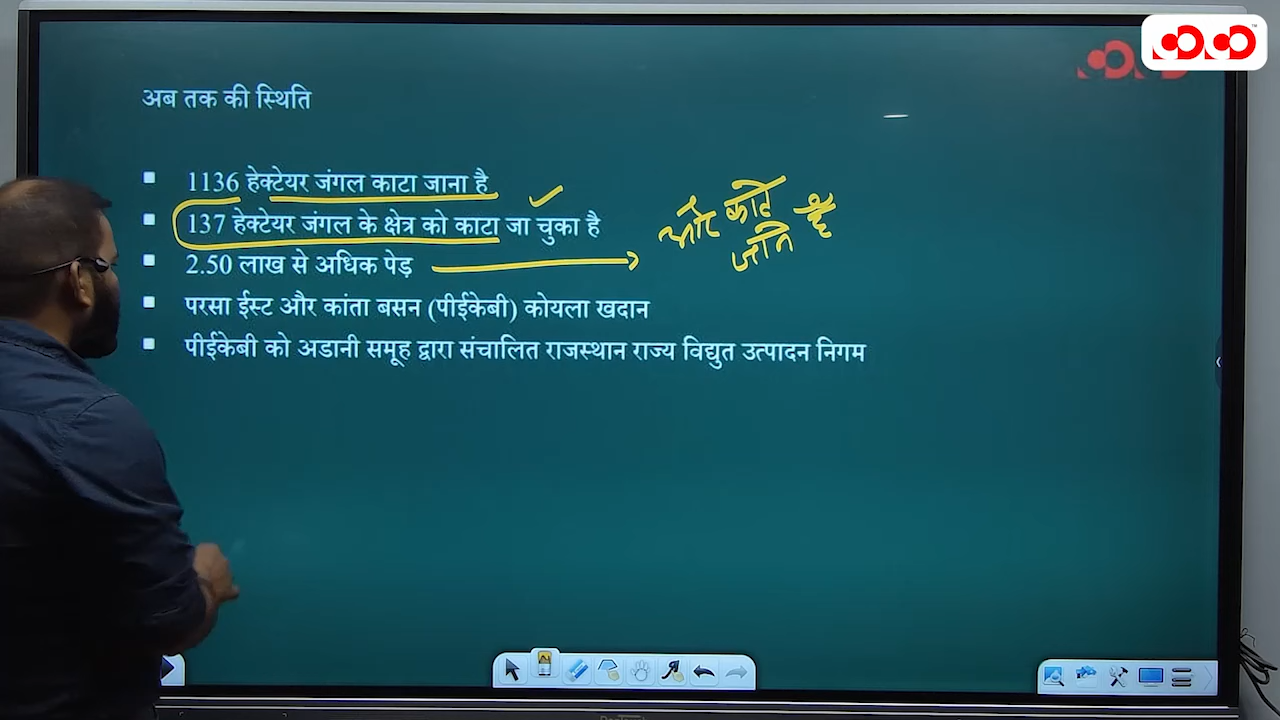 अब तक की स्थिति
1136 हेक्टेयर जंगल काटा जाना है
137 हेक्टेयर जंगल के क्षेत्र को काटा जा चुका है
2.50 लाख से अधिक पेड़
और काटे
जाने हैं
परसा ईस्ट और कांता बसन (पीईकेबी) कोयला खदान
पीईकेबी को अडानी समूह द्वारा संचालित राजस्थान राज्य विद्युत उत्पादन निगम